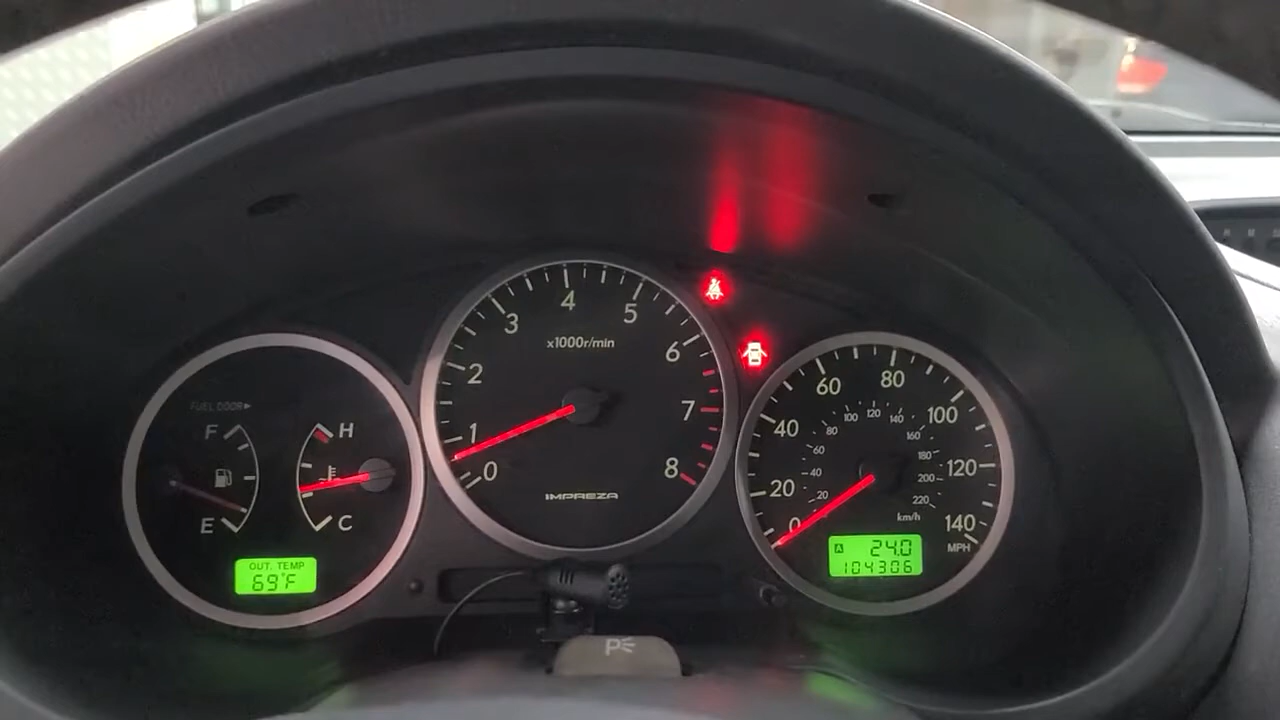 FUEL DOOR
F
E
H
C
OUT. TEMP
69°F
0
1
2
3
4
5
6
7
8
x1000r/min
IMPREZA
0
20
40
60
80
100
120
140
MPH
20
40
60
80
100
120
140
160
180
200
220
km/h
A 24.0
104306
P